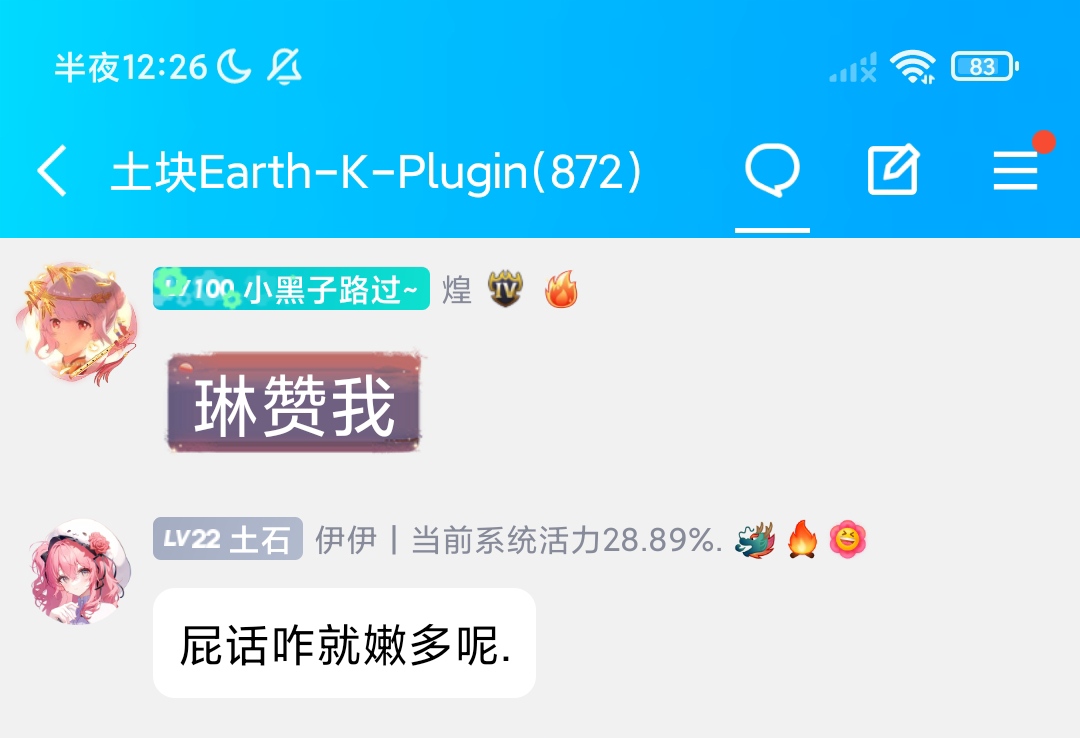 半夜12:26
83
土块Earth-K-Plugin(872)
LV100 小黑子路过~ 煌 IV
琳赞我
LV22 土石 伊伊丨当前系统活力28.89%.
屁话咋就嫩多呢.